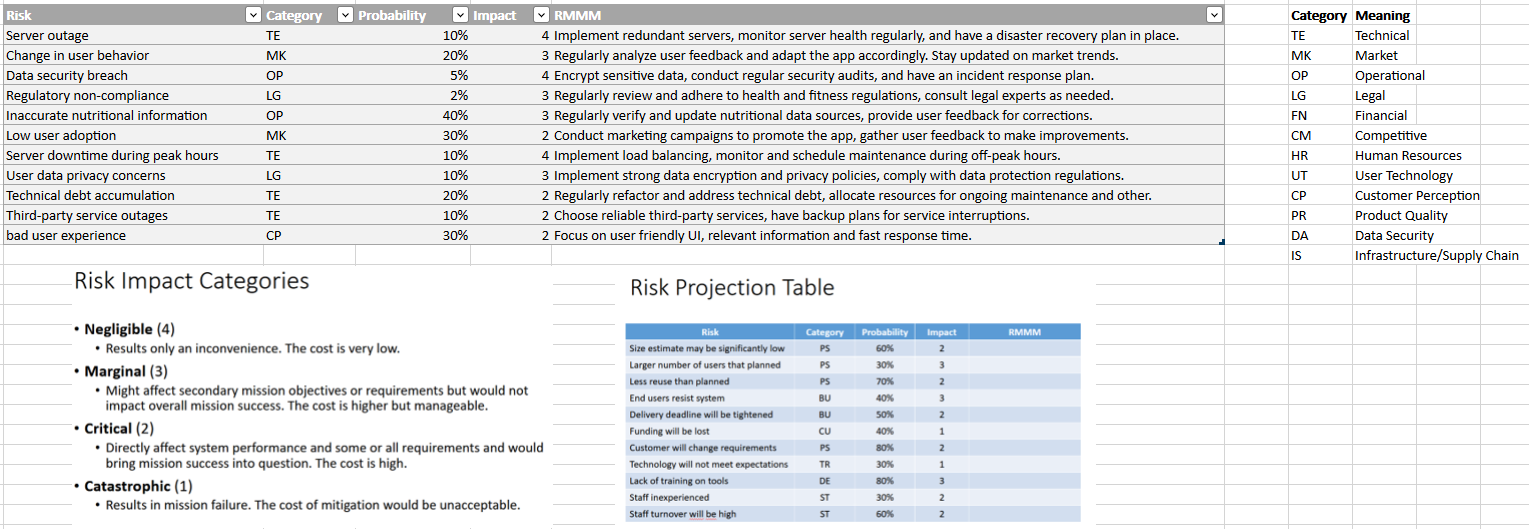 Risk Category Probability Impact RMMM
Server outage TE 10% 4 Implement redundant servers, monitor server health regularly, and have a disaster recovery plan in place.
Change in user behavior MK 20% 3 Regularly analyze user feedback and adapt the app accordingly. Stay updated on market trends.
Data security breach OP 5% 4 Encrypt sensitive data, conduct regular security audits, and have an incident response plan.
Regulatory non-compliance LG 2% 3 Regularly review and adhere to health and fitness regulations, consult legal experts as needed.
Inaccurate nutritional information OP 40% 3 Regularly verify and update nutritional data sources, provide user feedback for corrections.
Low user adoption MK 30% 2 Conduct marketing campaigns to promote the app, gather user feedback to make improvements.
Server downtime during peak hours TE 10% 4 Implement load balancing, monitor and schedule maintenance during off-peak hours.
User data privacy concerns LG 10% 3 Implement strong data encryption and privacy policies, comply with data protection regulations.
Technical debt accumulation TE 20% 2 Regularly refactor and address technical debt, allocate resources for ongoing maintenance and other.
Third-party service outages TE 10% 2 Choose reliable third-party services, have backup plans for service interruptions.
bad user experience CP 30% 2 Focus on user friendly UI, relevant information and fast response time.
Category Meaning
TE Technical
MK Market
OP Operational
LG Legal
FN Financial
CM Competitive
HR Human Resources
UT User Technology
CP Customer Perception
PR Product Quality
DA Data Security
IS Infrastructure/Supply Chain
Risk Impact Categories
• Negligible (4)
• Results only an inconvenience. The cost is very low.
• Marginal (3)
• Might affect secondary mission objectives or requirements but would not
impact overall mission success. The cost is higher but manageable.
• Critical (2)
• Directly affect system performance and some or all requirements and would
bring mission success into question. The cost is high.
• Catastrophic (1)
• Results in mission failure. The cost of mitigation would be unacceptable.
Risk Projection Table
Risk Category Probability Impact RMMM
Size estimate may be significantly low PS 60% 2
Larger number of users that planned PS 30% 3
Less reuse than planned PS 70% 2
End users resist system BU 40% 3
Delivery deadline will be tightened BU 50% 2
Funding will be lost CU 40% 1
Customer will change requirements PS 80% 2
Technology will not meet expectations TR 30% 1
Lack of training on tools DE 80% 3
Staff inexperienced ST 30% 2
Staff turnover will be high ST 60% 2